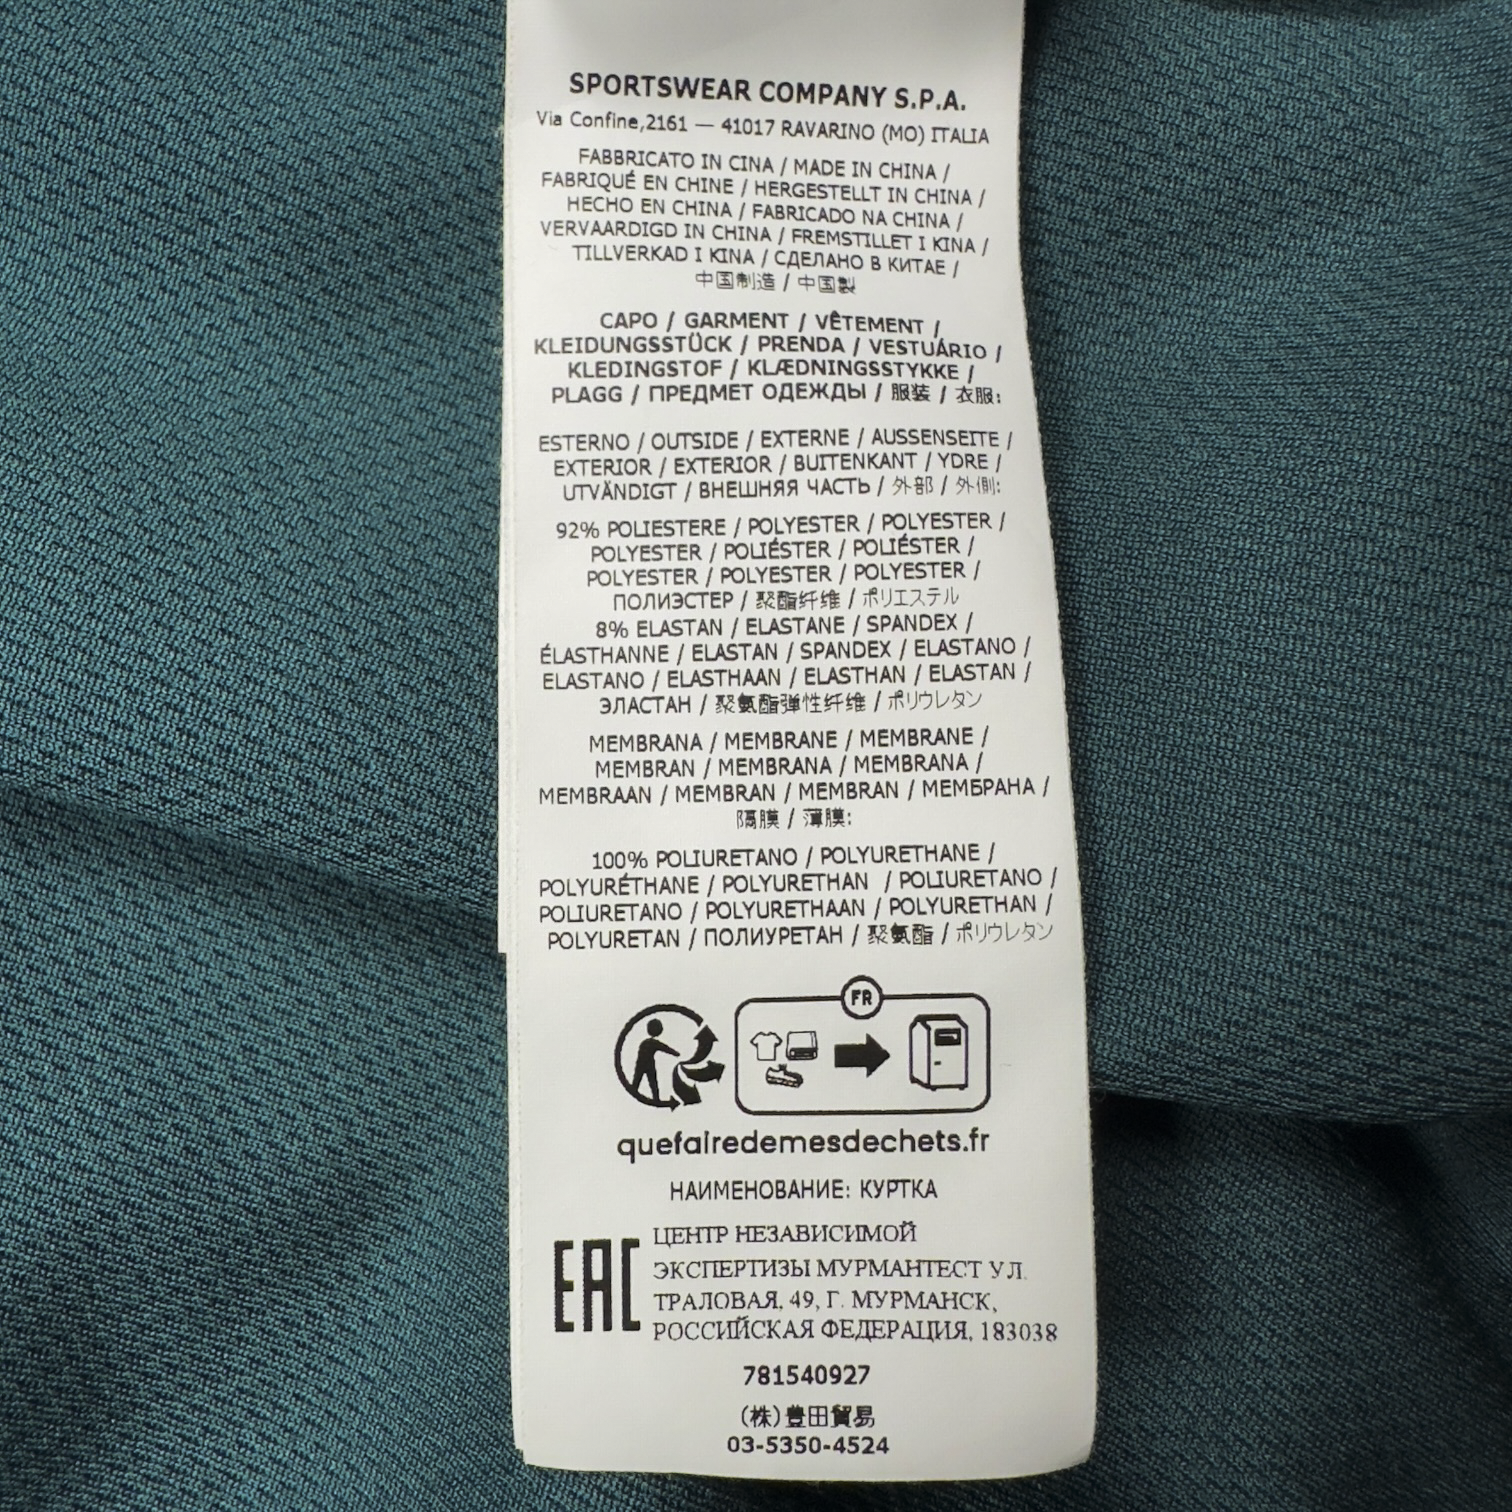 SPORTSWEAR COMPANY S.P.A.
Via Confine,2161 — 41017 RAVARINO (MO) ITALIA
FABBRICATO IN CINA / MADE IN CHINA /
FABRIQUÉ EN CHINE / HERGESTELLT IN CHINA /
HECHO EN CHINA / FABRICADO NA CHINA /
VERVAARDIGD IN CHINA / FREMSTILLET I KINA /
TILLVERKAD I KINA / СДЕЛАНО В КИТАЕ /
中国制造 / 中国製
CAPO / GARMENT / VÊTEMENT /
KLEIDUNGSSTÜCK / PRENDA / VESTUÁRIO /
KLEDINGSTOF / KLÆDNINGSSTYKKE /
PLAGG / ПРЕДМЕТ ОДЕЖДЫ / 服装 / 衣服:
ESTERNO / OUTSIDE / EXTERNE / AUSSENSEITE /
EXTERIOR / EXTERIOR / BUITENKANT / YDRE /
UTVÄNDIGT / ВНЕШНЯЯ ЧАСТЬ / 外部 / 外側:
92% POLIESTERE / POLYESTER / POLYESTER /
POLYESTER / POLIÉSTER / POLIÉSTER /
POLYESTER / POLYESTER / POLYESTER /
ПОЛИЭСТЕР / 聚酯纤维 / ポリエステル
8% ELASTAN / ELASTANE / SPANDEX /
ÉLASTHANNE / ELASTAN / SPANDEX / ELASTANO /
ELASTANO / ELASTHAAN / ELASTHAN / ELASTAN /
ЭЛАСТАН / 聚氨酯弹性纤维 / ポリウレタン
MEMBRANA / MEMBRANE / MEMBRANE /
MEMBRAN / MEMBRANA / MEMBRANA /
MEMBRAAN / MEMBRAN / MEMBRAN / МЕМБРАНА /
隔膜 / 薄膜:
100% POLIURETANO / POLYURETHANE /
POLYURÉTHANE / POLYURETHAN / POLIURETANO /
POLIURETANO / POLYURETHAAN / POLYURETHAN /
POLYURETAN / ПОЛИУРЕТАН / 聚氨酯 / ポリウレタン
FR
quefairedemesdechets.fr
НАИМЕНОВАНИЕ: КУРТКА
EAC
ЦЕНТР НЕЗАВИСИМОЙ
ЭКСПЕРТИЗЫ МУРМАНТЕСТ УЛ.
ТРАЛОВАЯ, 49, Г. МУРМАНСК,
РОССИЙСКАЯ ФЕДЕРАЦИЯ, 183038
781540927
(株)豊田貿易
03-5350-4524